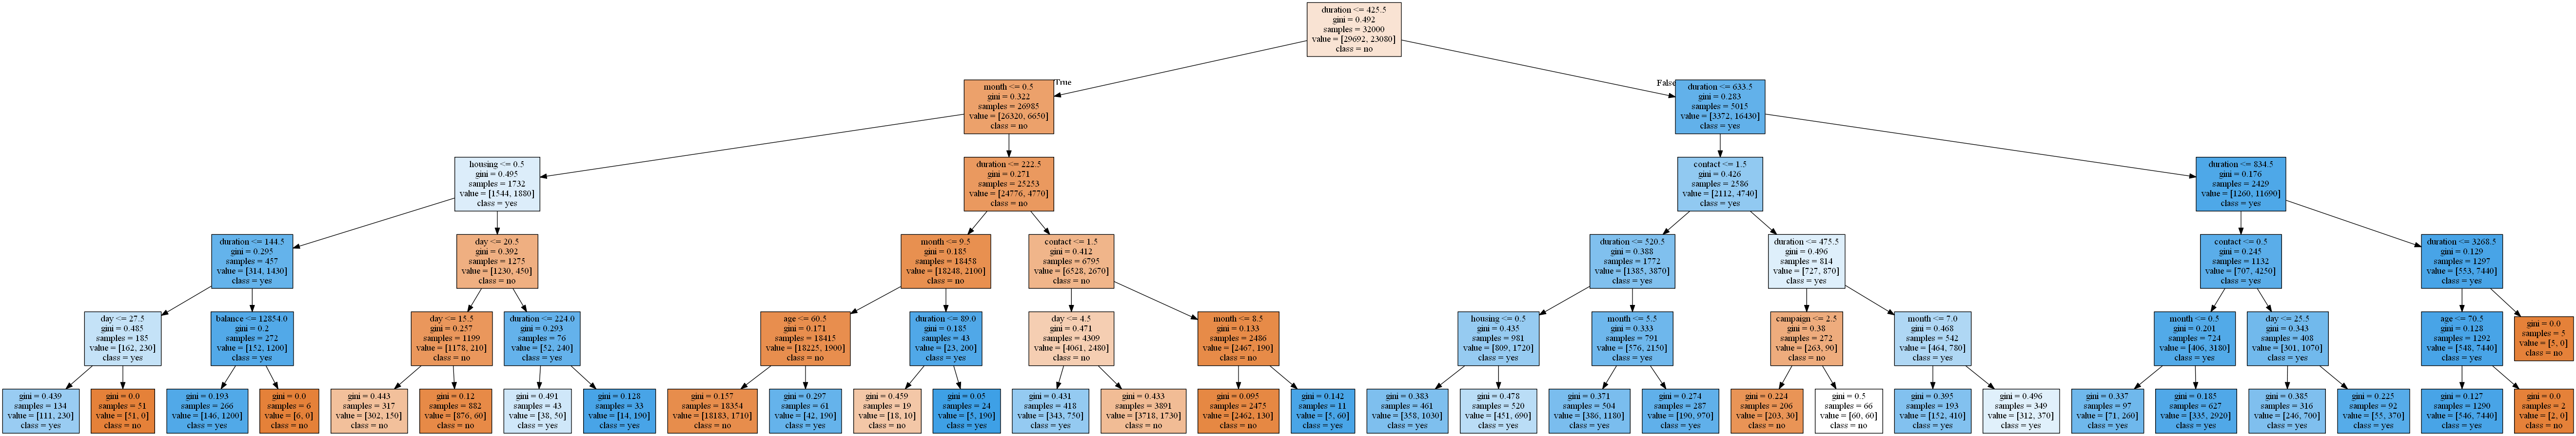 duration <= 425.5
gini = 0.492
samples = 32000
value = [29692, 23080]
class = no
True
False
month <= 0.5
gini = 0.322
samples = 26985
value = [26320, 6650]
class = no
duration <= 633.5
gini = 0.283
samples = 5015
value = [3372, 16430]
class = yes
housing <= 0.5
gini = 0.495
samples = 1732
value = [1544, 1880]
class = yes
duration <= 222.5
gini = 0.271
samples = 25253
value = [24776, 4770]
class = no
contact <= 1.5
gini = 0.426
samples = 2586
value = [2112, 4740]
class = yes
duration <= 834.5
gini = 0.176
samples = 2429
value = [1260, 11690]
class = yes
duration <= 144.5
gini = 0.295
samples = 457
value = [314, 1430]
class = yes
day <= 20.5
gini = 0.392
samples = 1275
value = [1230, 450]
class = no
month <= 9.5
gini = 0.185
samples = 18458
value = [18248, 2100]
class = no
contact <= 1.5
gini = 0.412
samples = 6795
value = [6528, 2670]
class = no
duration <= 520.5
gini = 0.388
samples = 1772
value = [1385, 3870]
class = yes
duration <= 475.5
gini = 0.496
samples = 814
value = [727, 870]
class = yes
contact <= 0.5
gini = 0.245
samples = 1132
value = [707, 4250]
class = yes
duration <= 3268.5
gini = 0.129
samples = 1297
value = [553, 7440]
class = yes
day <= 27.5
gini = 0.485
samples = 185
value = [162, 230]
class = yes
balance <= 12854.0
gini = 0.2
samples = 272
value = [152, 1200]
class = yes
day <= 15.5
gini = 0.257
samples = 1199
value = [1178, 210]
class = no
duration <= 224.0
gini = 0.293
samples = 76
value = [52, 240]
class = yes
age <= 60.5
gini = 0.171
samples = 18415
value = [18225, 1900]
class = no
duration <= 89.0
gini = 0.185
samples = 43
value = [23, 200]
class = yes
day <= 4.5
gini = 0.471
samples = 4309
value = [4061, 2480]
class = no
month <= 8.5
gini = 0.133
samples = 2486
value = [2467, 190]
class = no
housing <= 0.5
gini = 0.435
samples = 981
value = [809, 1720]
class = yes
month <= 5.5
gini = 0.333
samples = 791
value = [576, 2150]
class = yes
campaign <= 2.5
gini = 0.38
samples = 272
value = [263, 90]
class = no
month <= 7.0
gini = 0.468
samples = 542
value = [464, 780]
class = yes
month <= 0.5
gini = 0.201
samples = 724
value = [406, 3180]
class = yes
day <= 25.5
gini = 0.343
samples = 408
value = [301, 1070]
class = yes
age <= 70.5
gini = 0.128
samples = 1292
value = [548, 7440]
class = yes
gini = 0.0
samples = 5
value = [5, 0]
class = no
gini = 0.439
samples = 134
value = [111, 230]
class = yes
gini = 0.0
samples = 51
value = [51, 0]
class = no
gini = 0.193
samples = 266
value = [146, 1200]
class = yes
gini = 0.0
samples = 6
value = [6, 0]
class = no
gini = 0.443
samples = 317
value = [302, 150]
class = no
gini = 0.12
samples = 882
value = [876, 60]
class = no
gini = 0.491
samples = 43
value = [38, 50]
class = yes
gini = 0.128
samples = 33
value = [14, 190]
class = yes
gini = 0.157
samples = 18354
value = [18183, 1710]
class = no
gini = 0.297
samples = 61
value = [42, 190]
class = yes
gini = 0.459
samples = 19
value = [18, 10]
class = no
gini = 0.05
samples = 24
value = [5, 190]
class = yes
gini = 0.431
samples = 418
value = [343, 750]
class = yes
gini = 0.433
samples = 3891
value = [3718, 1730]
class = no
gini = 0.095
samples = 2475
value = [2462, 130]
class = no
gini = 0.142
samples = 11
value = [5, 60]
class = yes
gini = 0.383
samples = 461
value = [358, 1030]
class = yes
gini = 0.478
samples = 520
value = [451, 690]
class = yes
gini = 0.371
samples = 504
value = [386, 1180]
class = yes
gini = 0.274
samples = 287
value = [190, 970]
class = yes
gini = 0.224
samples = 206
value = [203, 30]
class = no
gini = 0.5
samples = 66
value = [60, 60]
class = no
gini = 0.395
samples = 193
value = [152, 410]
class = yes
gini = 0.496
samples = 349
value = [312, 370]
class = yes
gini = 0.337
samples = 97
value = [71, 260]
class = yes
gini = 0.185
samples = 627
value = [335, 2920]
class = yes
gini = 0.385
samples = 316
value = [246, 700]
class = yes
gini = 0.225
samples = 92
value = [55, 370]
class = yes
gini = 0.127
samples = 1290
value = [546, 7440]
class = yes
gini = 0.0
samples = 2
value = [2, 0]
class = no